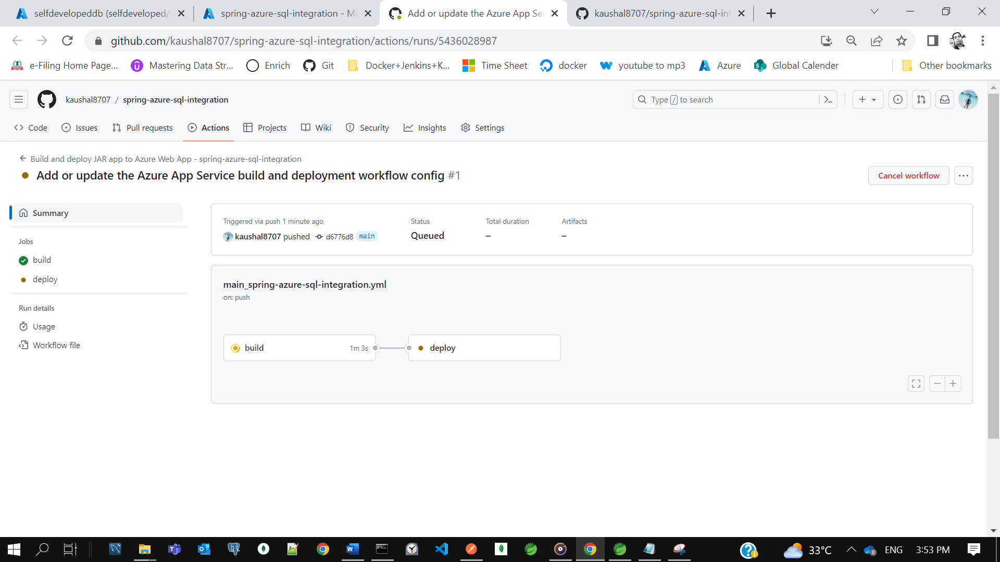 selfdevelopeddb (selfdeveloped/s
spring-azure-sql-integration - Mi
Add or update the Azure App Se
kaushal8707/spring-azure-sql-int
github.com/kaushal8707/spring-azure-sql-integration/actions/runs/5436028987
e-Filing Home Page...
Mastering Data Str...
Enrich
Git
Docker+Jenkins+K...
Time Sheet
docker
youtube to mp3
Azure
Global Calender
Other bookmarks
kaushal8707 / spring-azure-sql-integration
Type / to search
Code
Issues
Pull requests
Actions
Projects
Wiki
Security
Insights
Settings
Build and deploy JAR app to Azure Web App - spring-azure-sql-integration
Add or update the Azure App Service build and deployment workflow config #1
Cancel workflow
Summary
Jobs
build
deploy
Run details
Usage
Workflow file
Triggered via push 1 minute ago
kaushal8707 pushed d6776d8 main
Status
Queued
Total duration
–
Artifacts
–
main_spring-azure-sql-integration.yml
on: push
build 1m 3s
deploy
33°C
ENG
3:53 PM